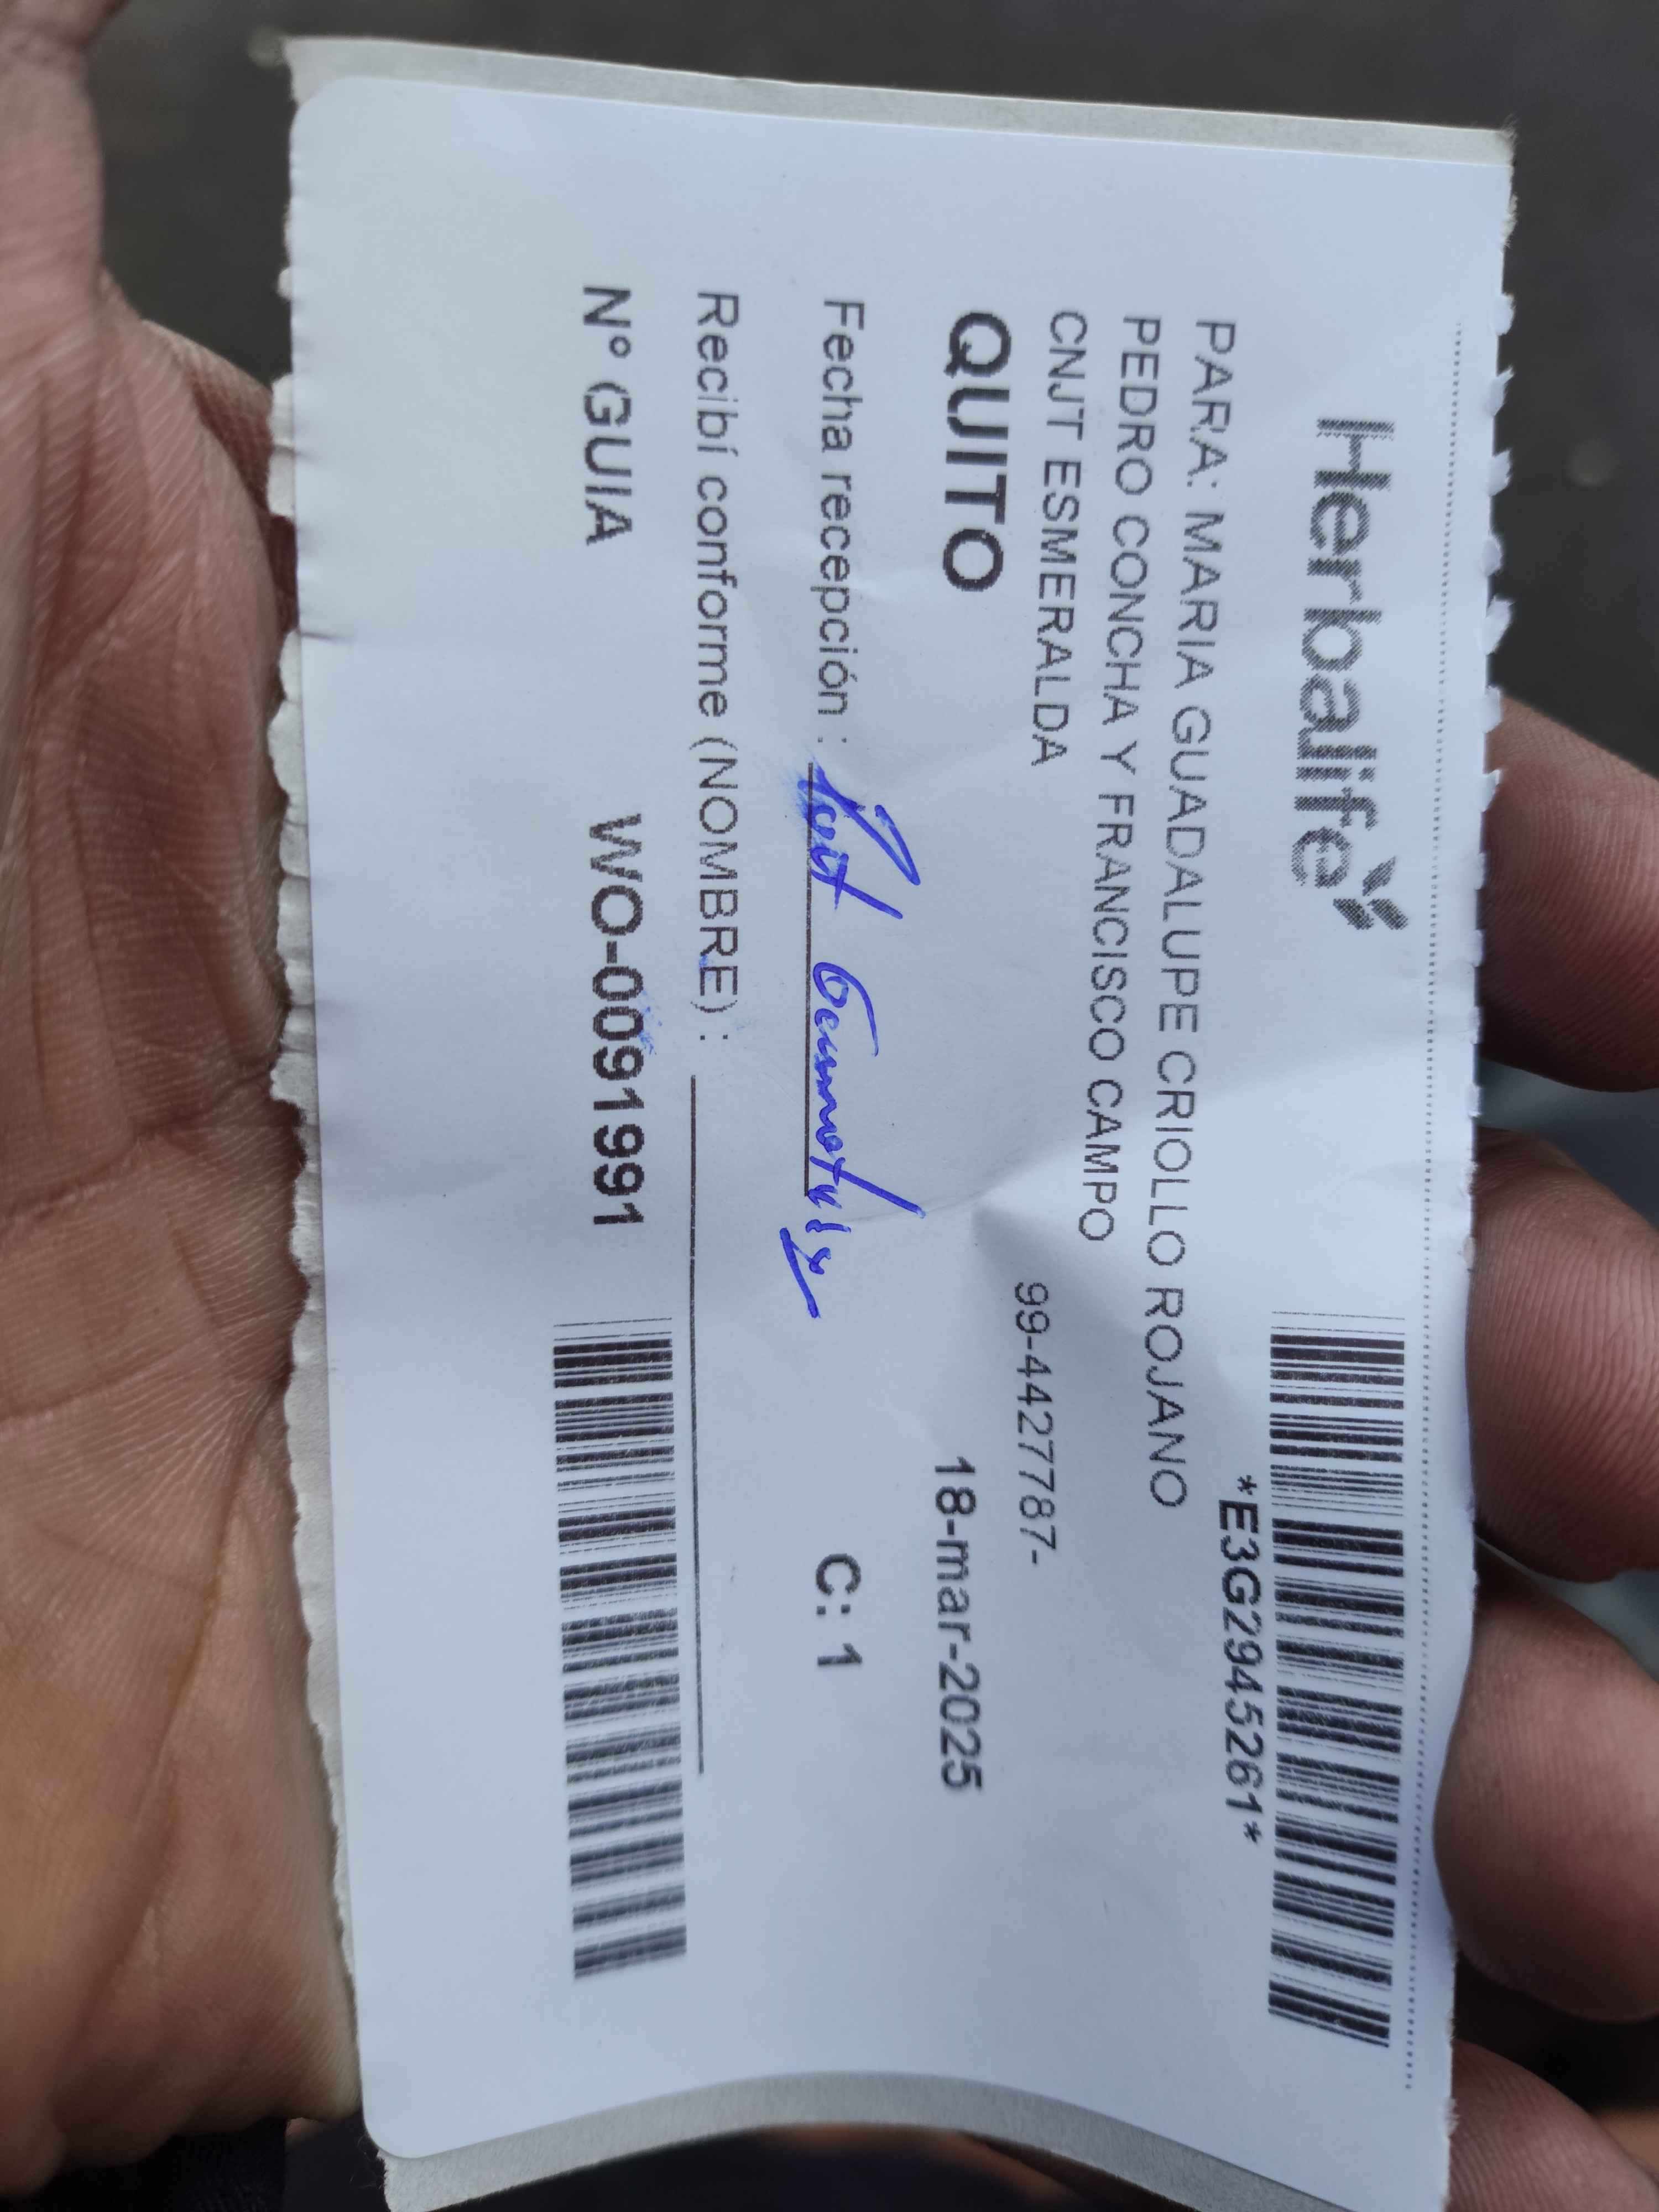 Herbalife
*E3G2945261*
PARA: MARIA GUADALUPE CRIOLLO ROJANO
PEDRO CONCHA Y FRANCISCO CAMPO
CNJT ESMERALDA
99-4427787-
QUITO
18-mar-2025
Fecha recepción :
C: 1
Recibí conforme (NOMBRE) :
Nº GUIA WO-0091991